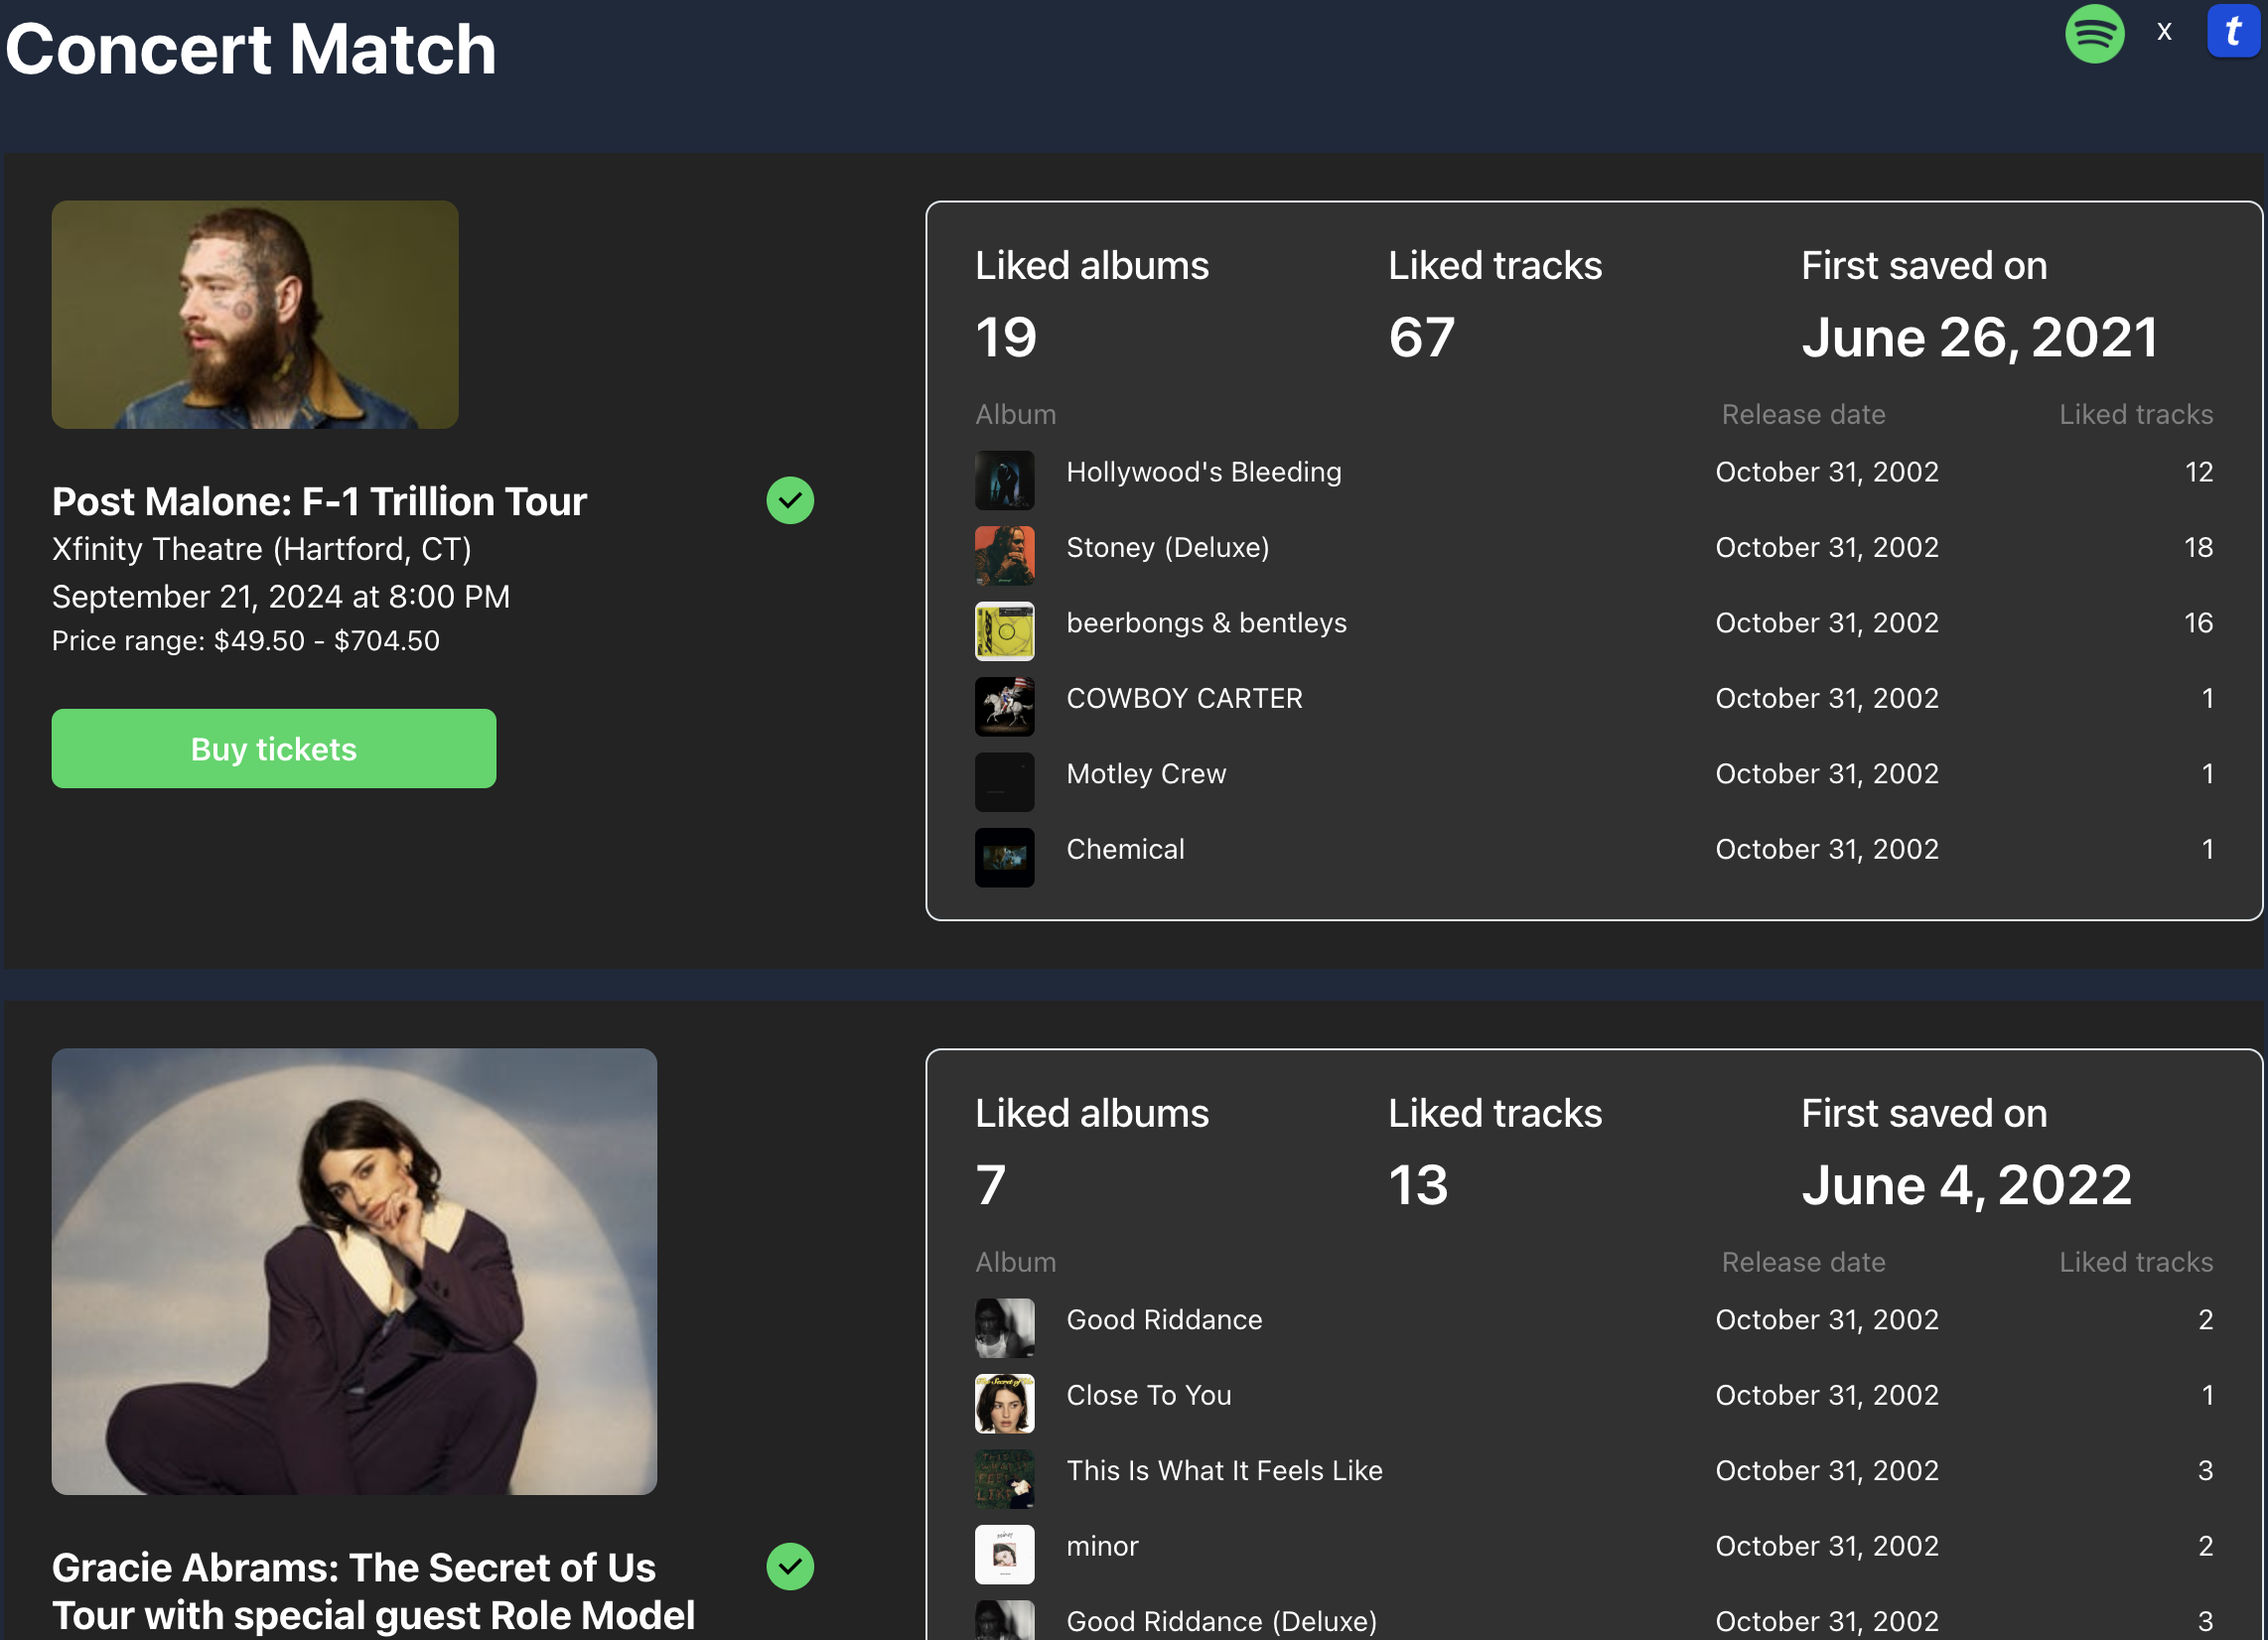 Concert Match
X
t
Post Malone: F-1 Trillion Tour
Xfinity Theatre (Hartford, CT)
September 21, 2024 at 8:00 PM
Price range: $49.50 - $704.50
Buy tickets
Liked albums Liked tracks First saved on
19 67 June 26, 2021
Album Release date Liked tracks
Hollywood's Bleeding October 31, 2002 12
Stoney (Deluxe) October 31, 2002 18
beerbongs & bentleys October 31, 2002 16
COWBOY CARTER October 31, 2002 1
Motley Crew October 31, 2002 1
Chemical October 31, 2002 1
Gracie Abrams: The Secret of Us
Tour with special guest Role Model
Liked albums Liked tracks First saved on
7 13 June 4, 2022
Album Release date Liked tracks
Good Riddance October 31, 2002 2
Close To You October 31, 2002 1
This Is What It Feels Like October 31, 2002 3
minor October 31, 2002 2
Good Riddance (Deluxe) October 31, 2002 3